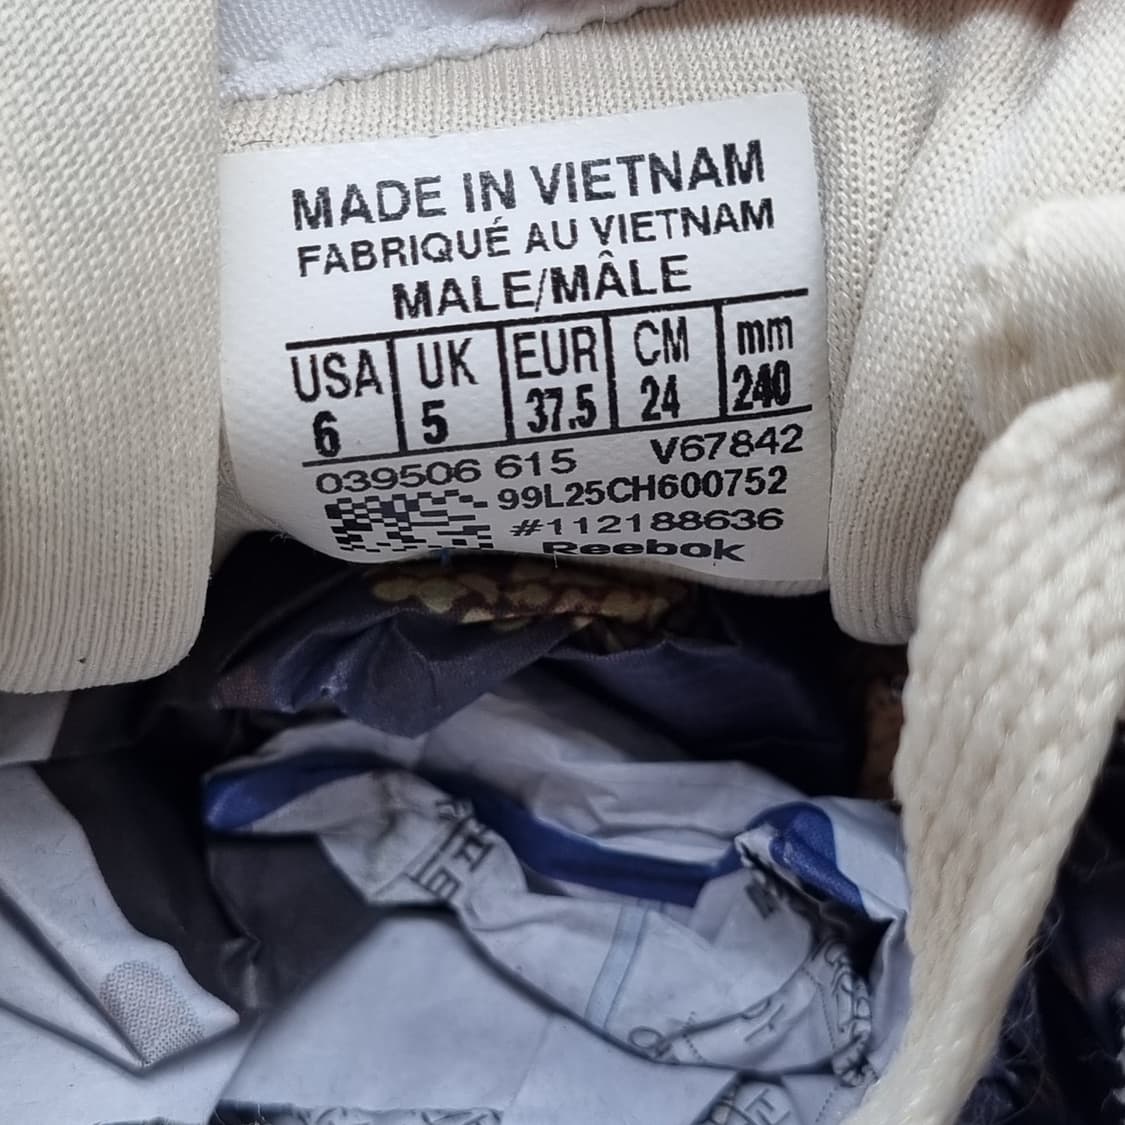 MADE IN VIETNAM
FABRIQUÉ AU VIETNAM
MALE/MÂLE
USA UK EUR CM mm
6 5 37.5 24 240
039506 615 V67842
99L25CH600752
#112188636
Reebok